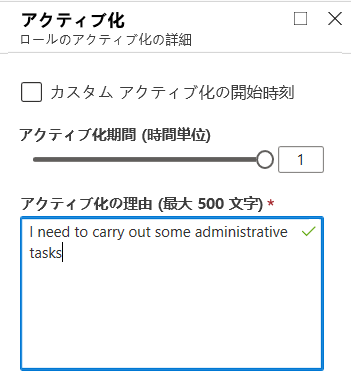 アクティブ化
ロールのアクティブ化の詳細
カスタム アクティブ化の開始時刻
アクティブ化期間 (時間単位)
1
アクティブ化の理由 (最大 500 文字) *
I need to carry out some administrative
tasks